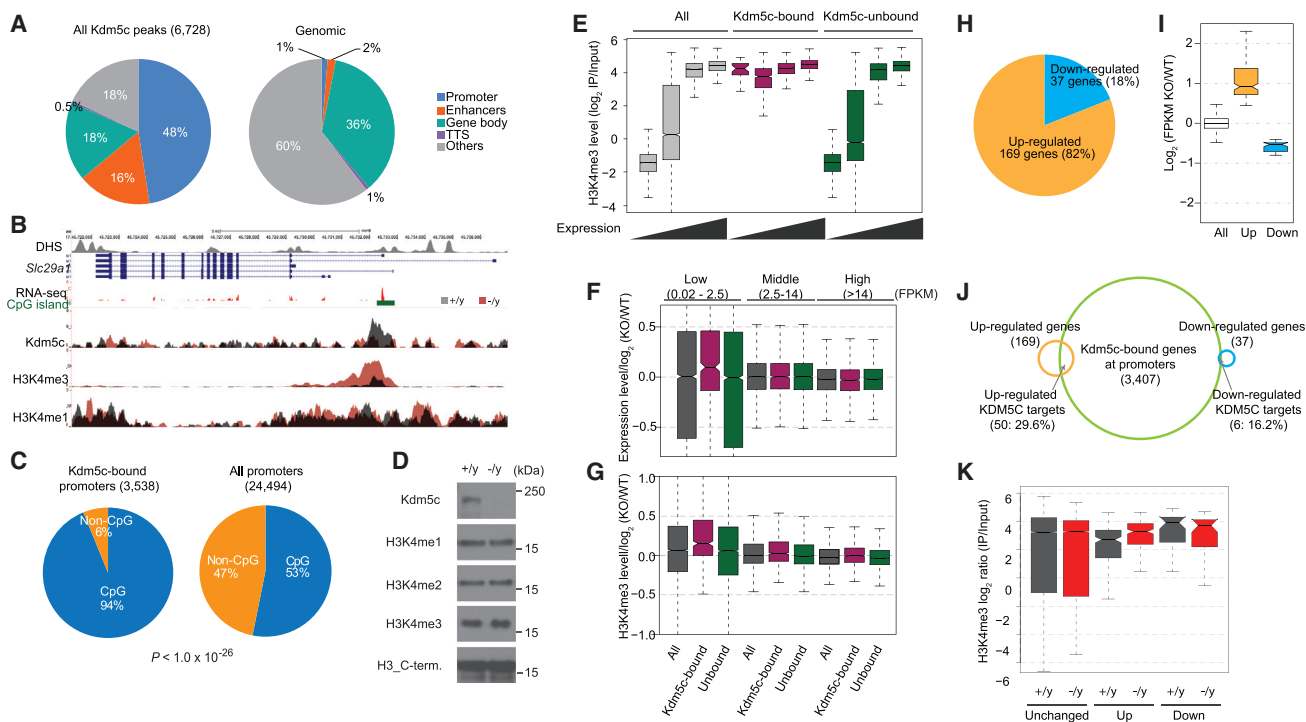 A
All Kdm5c peaks (6,728)
Genomic
1%
2%
18%
0.5%
48%
18%
16%
36%
60%
1%
Promoter
Enhancers
Gene body
TTS
Others
B
DHS
Slc29a1
RNA-seq
CpG island
+/y
-/y
Kdm5c
H3K4me3
H3K4me1
C
Kdm5c-bound
promoters (3,538)
All promoters
(24,494)
Non-CpG
6%
CpG
94%
Non-CpG
47%
CpG
53%
P < 1.0 x 10-26
D
+/y -/y (kDa)
Kdm5c
250
H3K4me1
15
H3K4me2
15
H3K4me3
15
H3_C-term.
15
E
All
Kdm5c-bound
Kdm5c-unbound
H3K4me3 level (log2 IP/Input)
6
4
2
0
−2
−4
Expression
F
Low
(0.02 - 2.5)
Middle
(2.5-14)
High
(>14)
(FPKM)
Expression level/log2 (KO/WT)
0.5
0.0
−0.5
G
H3K4me3 level/log2 (KO/WT)
1.0
0.5
0.0
−0.5
−1.0
All
Kdm5c-bound
Unbound
All
Kdm5c-bound
Unbound
All
Kdm5c-bound
Unbound
H
Down-regulated
37 genes (18%)
Up-regulated
169 genes (82%)
I
Log2 (FPKM KO/WT)
2
1
0
−1
−2
All Up Down
J
Up-regulated genes
(169)
Kdm5c-bound genes
at promoters
(3,407)
Down-regulated genes
(37)
Up-regulated
KDM5C targets
(50: 29.6%)
Down-regulated
KDM5C targets
(6: 16.2%)
K
H3K4me3 log2 ratio (IP/Input)
6
4
2
0
−2
−4
−6
+/y -/y +/y -/y +/y -/y
Unchanged
Up
Down